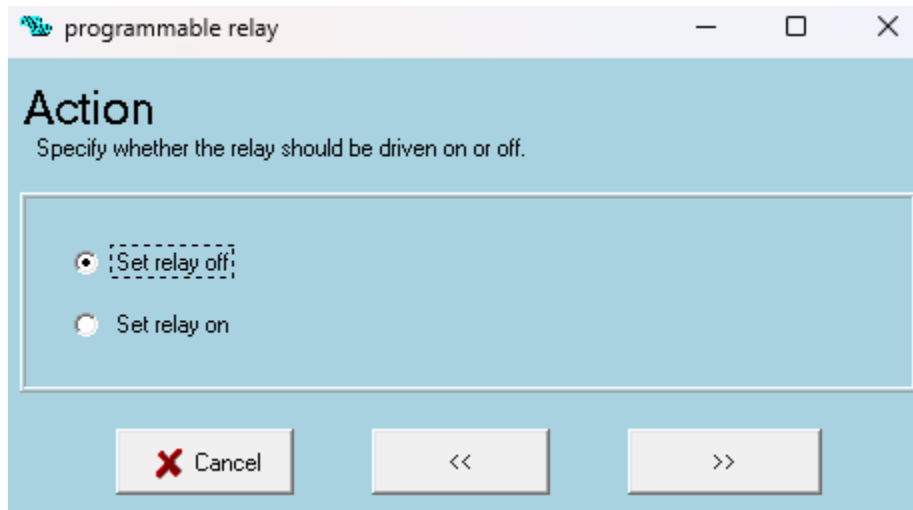 programmable relay
Action
Specify whether the relay should be driven on or off.
Set relay off
Set relay on
Cancel
<<
>>